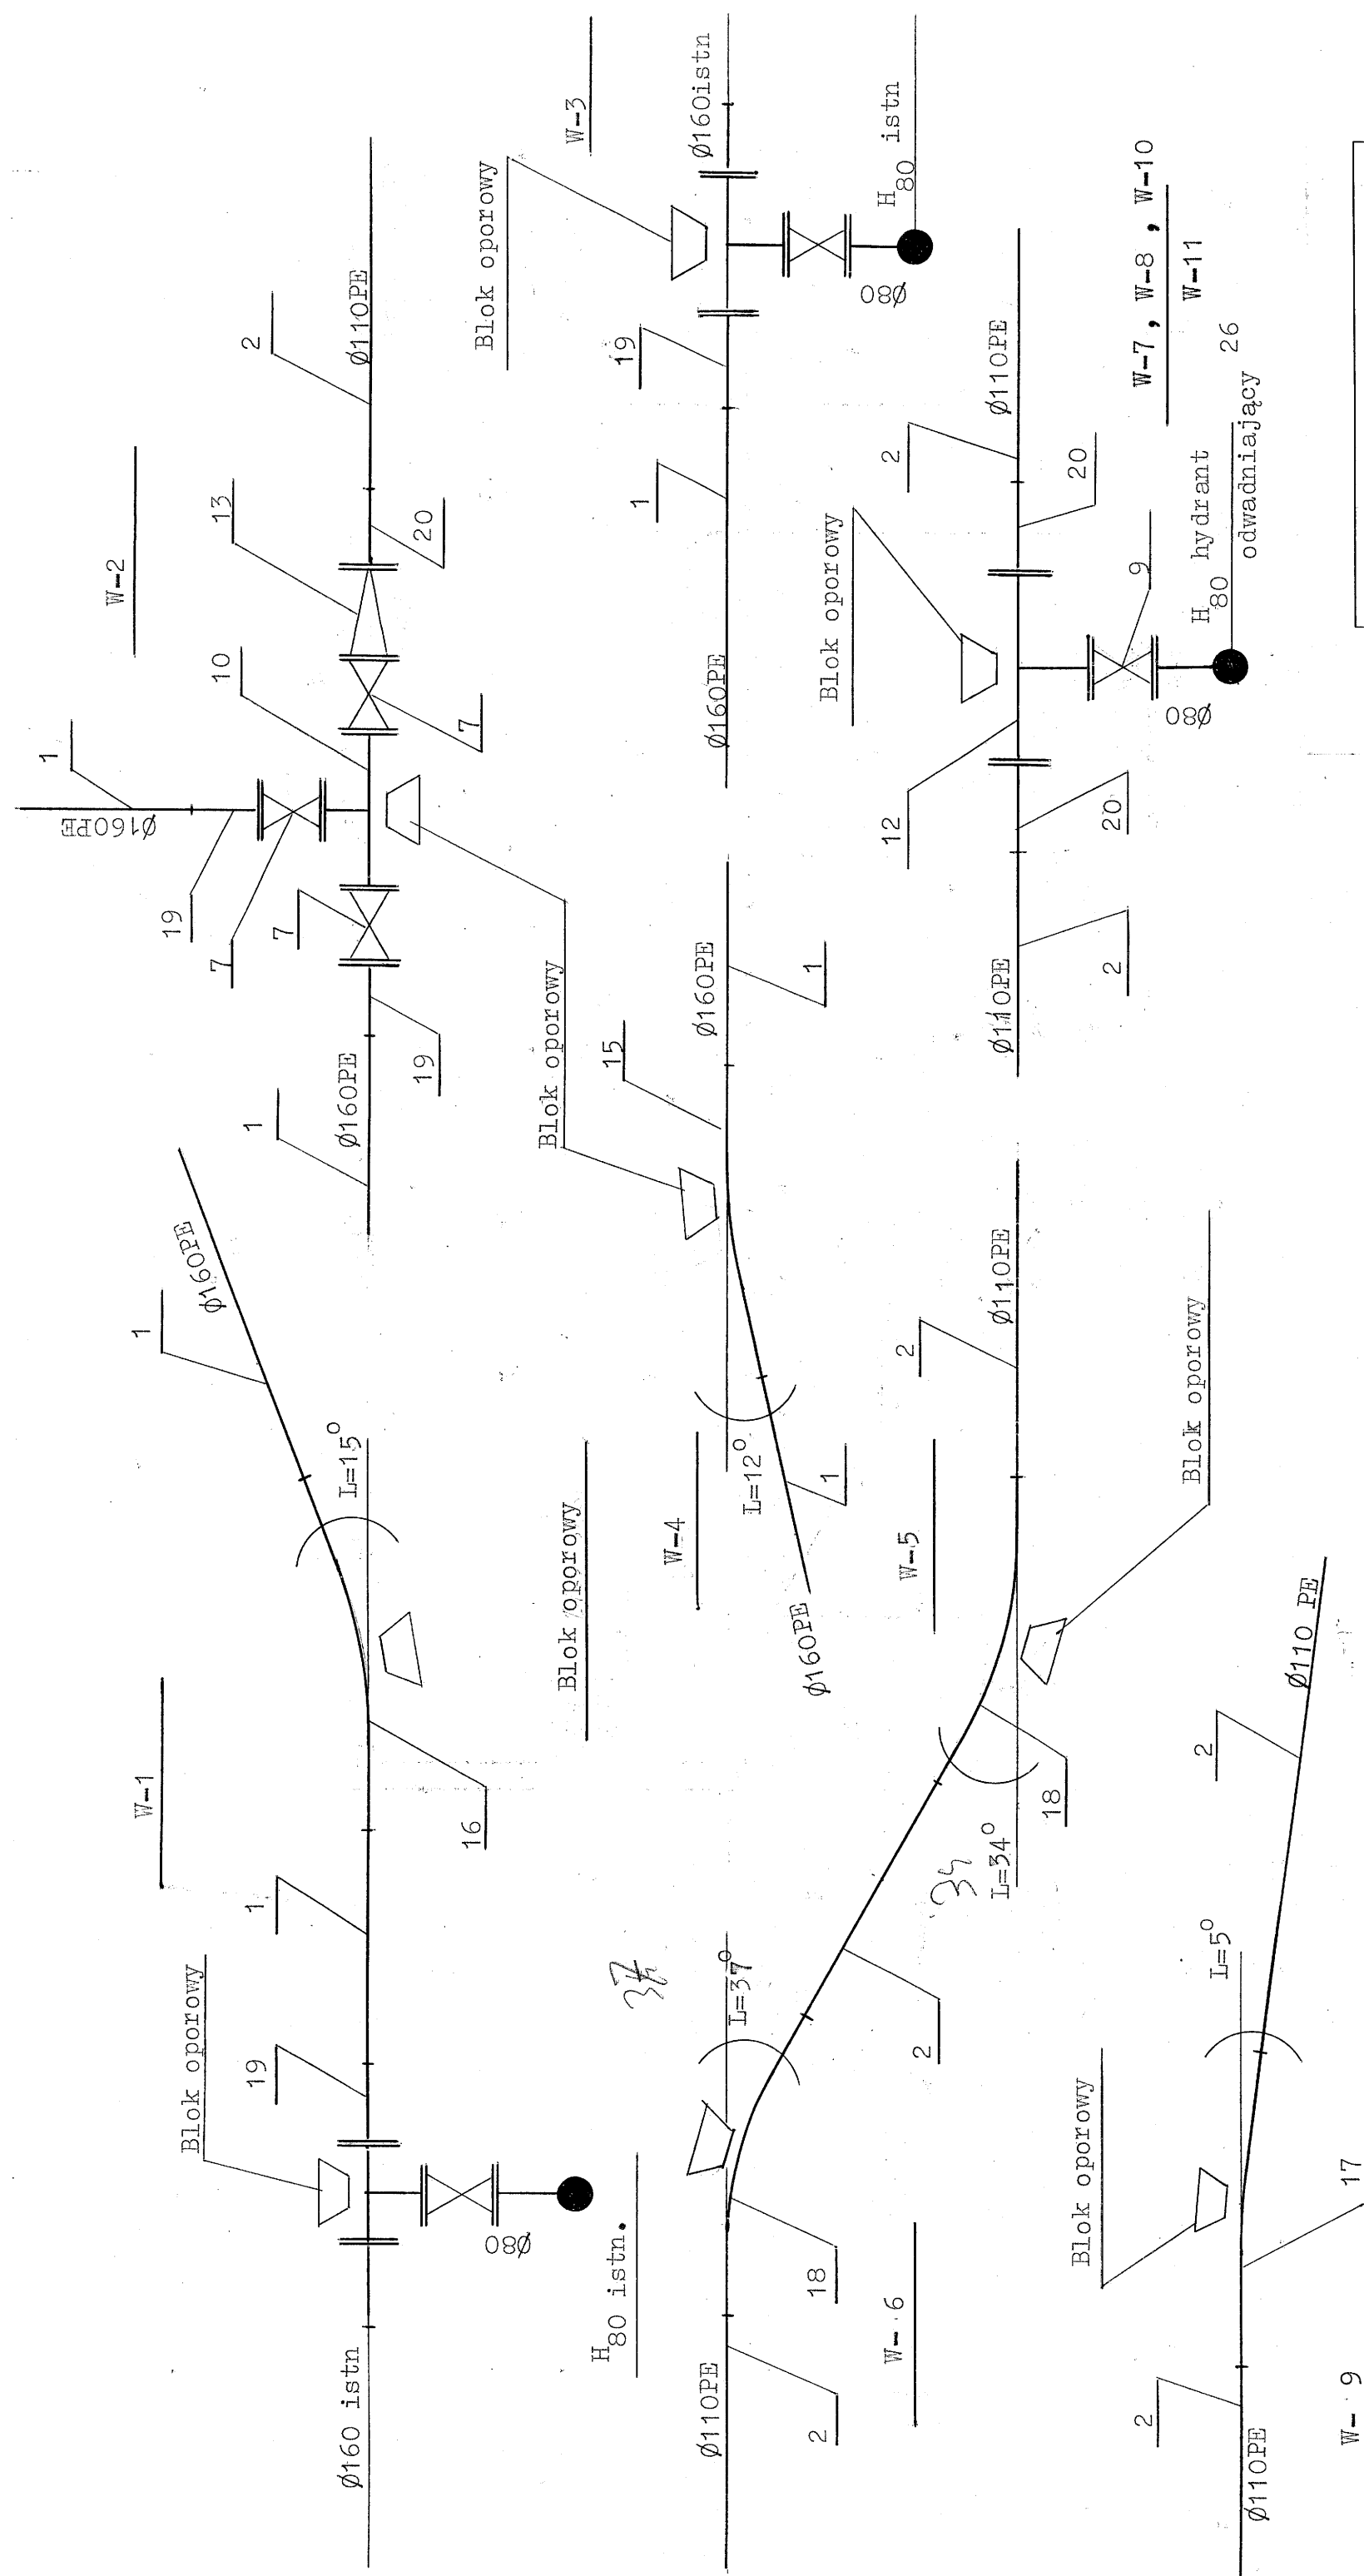 W-1
Blok oporowy
19
1
1
Ø160PE
L=15°
16
Ø160 istn
Ø80
H80 istn.
Blok oporowy
W-2
1
Ø160PE
19
7
7
10
13
2
Ø110PE
20
7
19
Ø160PE
1
Blok oporowy
W-3
Blok oporowy
Ø160istn
19
1
Ø160PE
Ø80
H80 istn
W-4
15
Ø160PE
1
L=12°
1
Ø160PE
W-5
2
Ø110PE
Blok oporowy
18
L=34°
34
W- 6
37
L=37°
2
18
Ø110PE
2
W-7, W-8 , W-10
W-11
Blok oporowy
2
Ø110PE
20
9
12
20
2
Ø110PE
Ø80
H80 hydrant 26
odwadniający
W- 9
Blok oporowy
L=5°
2
Ø110 PE
17
2
Ø110PE